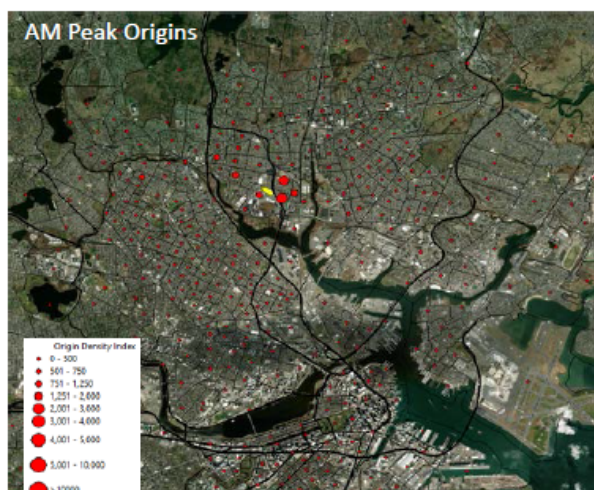 AM Peak Origins
Origin Density Index
0 - 500
501 - 750
751 - 1,250
1,251 - 2,000
2,001 - 3,000
3,001 - 4,000
4,001 - 5,000
5,001 - 10,000
>10000